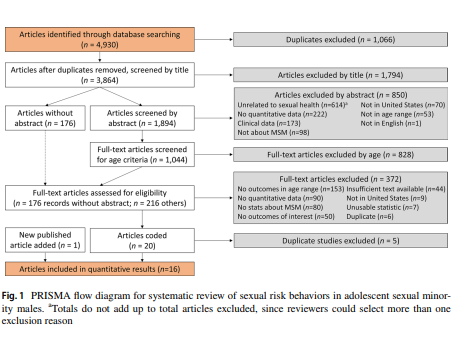 Articles identified through database searching
(n = 4,930)
Duplicates excluded (n = 1,066)
Articles after duplicates removed, screened by title
(n = 3,864)
Articles excluded by title (n = 1,794)
Articles without
abstract (n = 176)
Articles screened by
abstract (n = 1,894)
Articles excluded by abstract (n = 850)
Unrelated to sexual health (n=614)ᵃ
Not in United States (n=70)
No quantitative data (n=222)
Not in age range (n=53)
Clinical data (n=173)
Not in English (n=1)
Not about MSM (n=98)
Full-text articles screened
for age criteria (n = 1,044)
Full-text articles excluded by age (n = 828)
Full-text articles assessed for eligibility
(n = 176 records without abstract; n = 216 others)
Full-text articles excluded (n = 372)
No outcomes in age range (n=153)
Insufficient text available (n=44)
No quantitative data (n=90)
Not in United States (n=9)
No stats about MSM (n=80)
Unusable statistic (n=7)
No outcomes of interest (n=50)
Duplicate (n=6)
New published
article added (n = 1)
Articles coded
(n = 20)
Duplicate studies excluded (n = 5)
Articles included in quantitative results (n=16)
Fig. 1 PRISMA flow diagram for systematic review of sexual risk behaviors in adolescent sexual minor-
ity males. ᵃTotals do not add up to total articles excluded, since reviewers could select more than one
exclusion reason